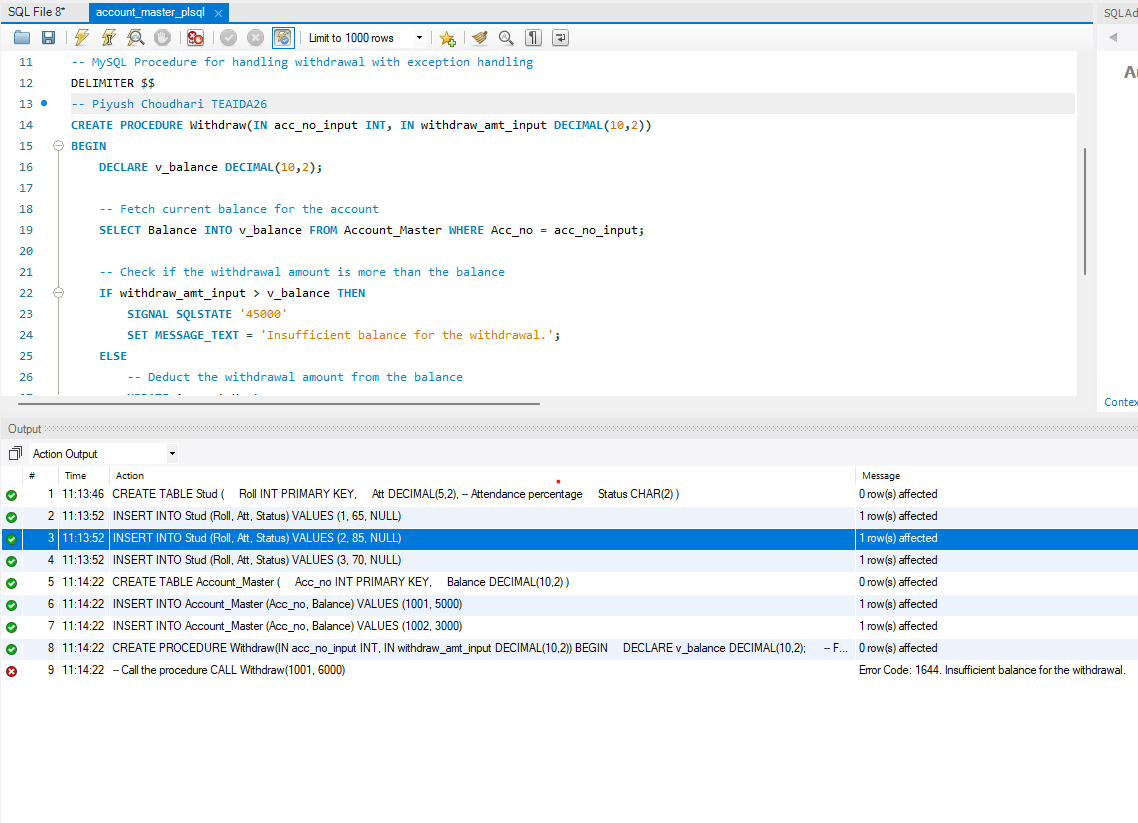 SQL File 8*
account_master_plsql
SQLAd
Limit to 1000 rows
11 -- MySQL Procedure for handling withdrawal with exception handling
12 DELIMITER $$
13 -- Piyush Choudhari TEAIDA26
14 CREATE PROCEDURE Withdraw(IN acc_no_input INT, IN withdraw_amt_input DECIMAL(10,2))
15 BEGIN
16 DECLARE v_balance DECIMAL(10,2);
17
18 -- Fetch current balance for the account
19 SELECT Balance INTO v_balance FROM Account_Master WHERE Acc_no = acc_no_input;
20
21 -- Check if the withdrawal amount is more than the balance
22 IF withdraw_amt_input > v_balance THEN
23 SIGNAL SQLSTATE '45000'
24 SET MESSAGE_TEXT = 'Insufficient balance for the withdrawal.';
25 ELSE
26 -- Deduct the withdrawal amount from the balance
Contex
Output
Action Output
# Time Action Message
1 11:13:46 CREATE TABLE Stud ( Roll INT PRIMARY KEY, Att DECIMAL(5,2), -- Attendance percentage Status CHAR(2) ) 0 row(s) affected
2 11:13:52 INSERT INTO Stud (Roll, Att, Status) VALUES (1, 65, NULL) 1 row(s) affected
3 11:13:52 INSERT INTO Stud (Roll, Att, Status) VALUES (2, 85, NULL) 1 row(s) affected
4 11:13:52 INSERT INTO Stud (Roll, Att, Status) VALUES (3, 70, NULL) 1 row(s) affected
5 11:14:22 CREATE TABLE Account_Master ( Acc_no INT PRIMARY KEY, Balance DECIMAL(10,2) ) 0 row(s) affected
6 11:14:22 INSERT INTO Account_Master (Acc_no, Balance) VALUES (1001, 5000) 1 row(s) affected
7 11:14:22 INSERT INTO Account_Master (Acc_no, Balance) VALUES (1002, 3000) 1 row(s) affected
8 11:14:22 CREATE PROCEDURE Withdraw(IN acc_no_input INT, IN withdraw_amt_input DECIMAL(10,2)) BEGIN DECLARE v_balance DECIMAL(10,2); -- F... 0 row(s) affected
9 11:14:22 -- Call the procedure CALL Withdraw(1001, 6000) Error Code: 1644. Insufficient balance for the withdrawal.